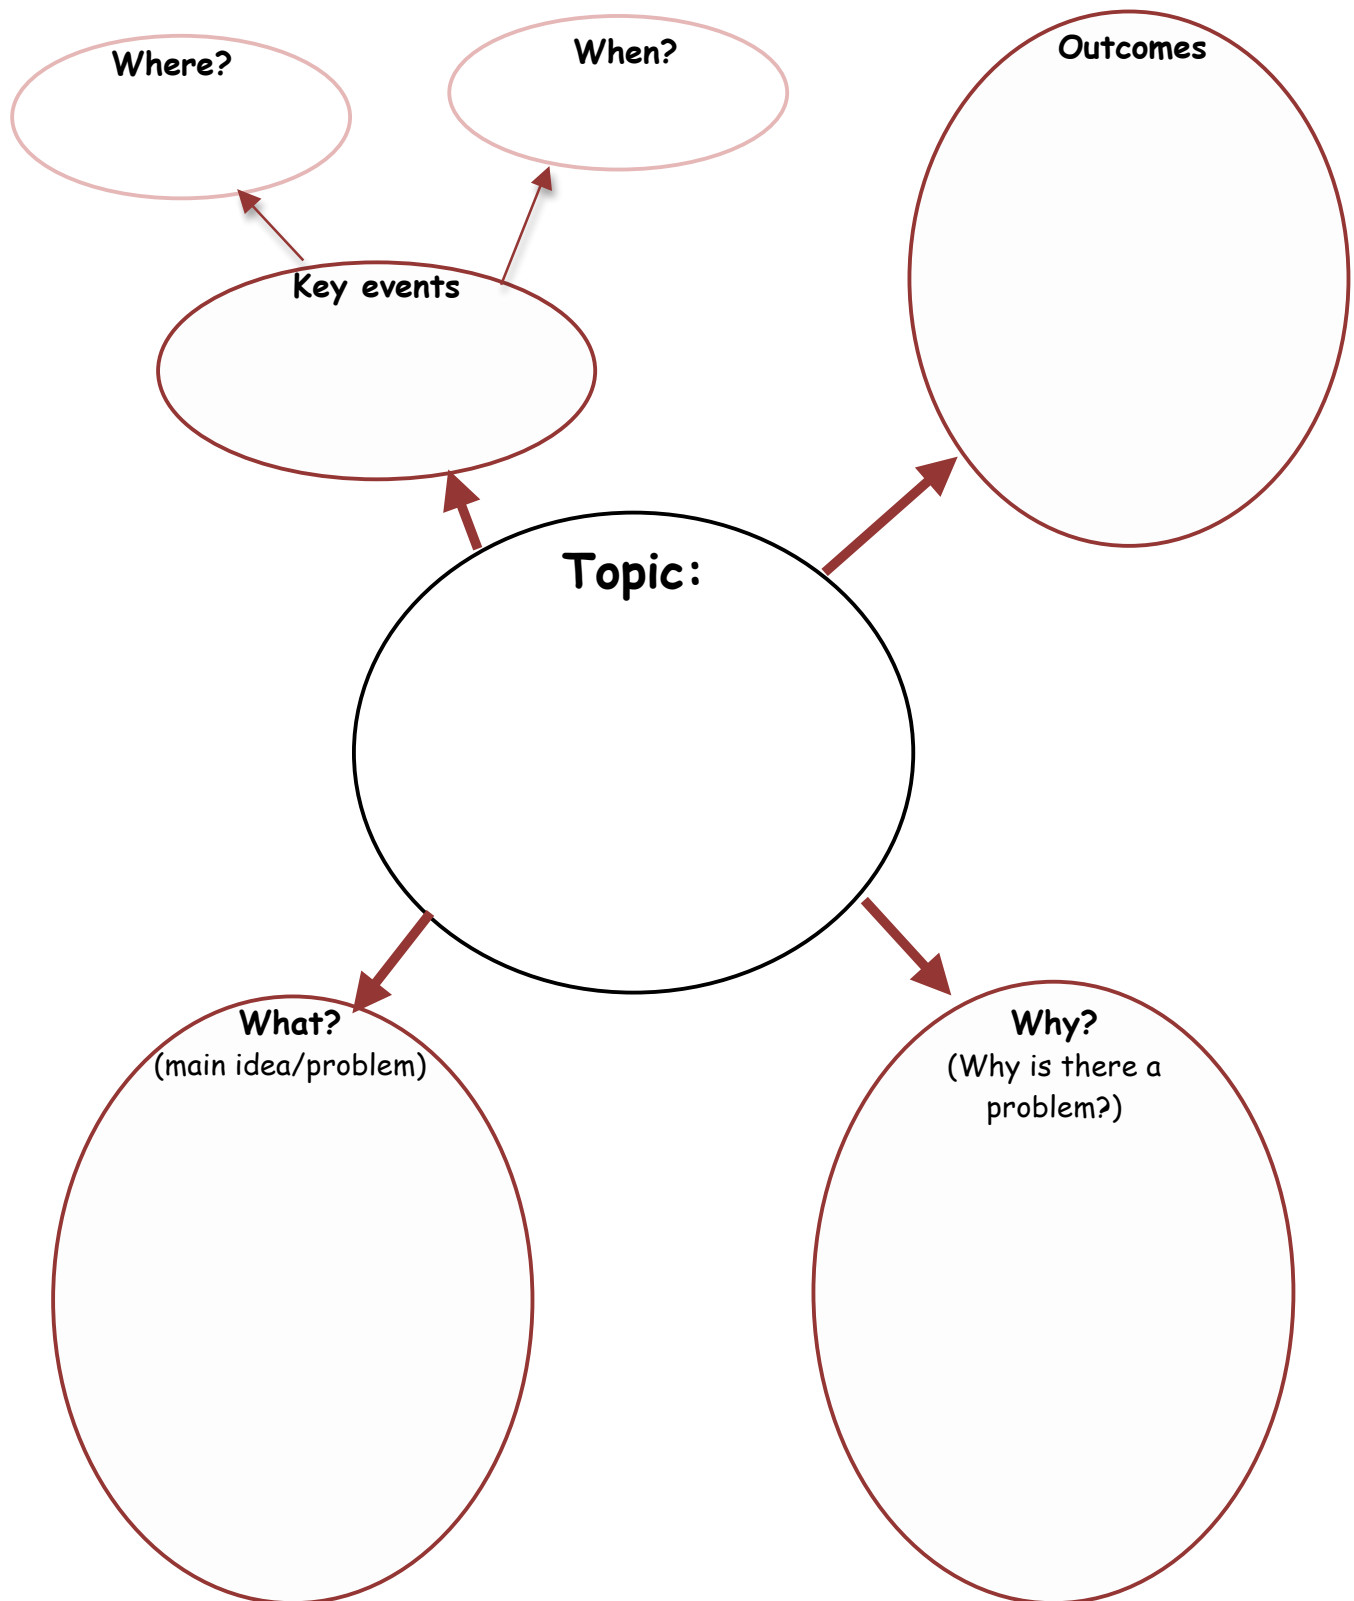 Where?
When?
Outcomes
Key events
Topic:
What?
(main idea/problem)
Why?
(Why is there a
problem?)